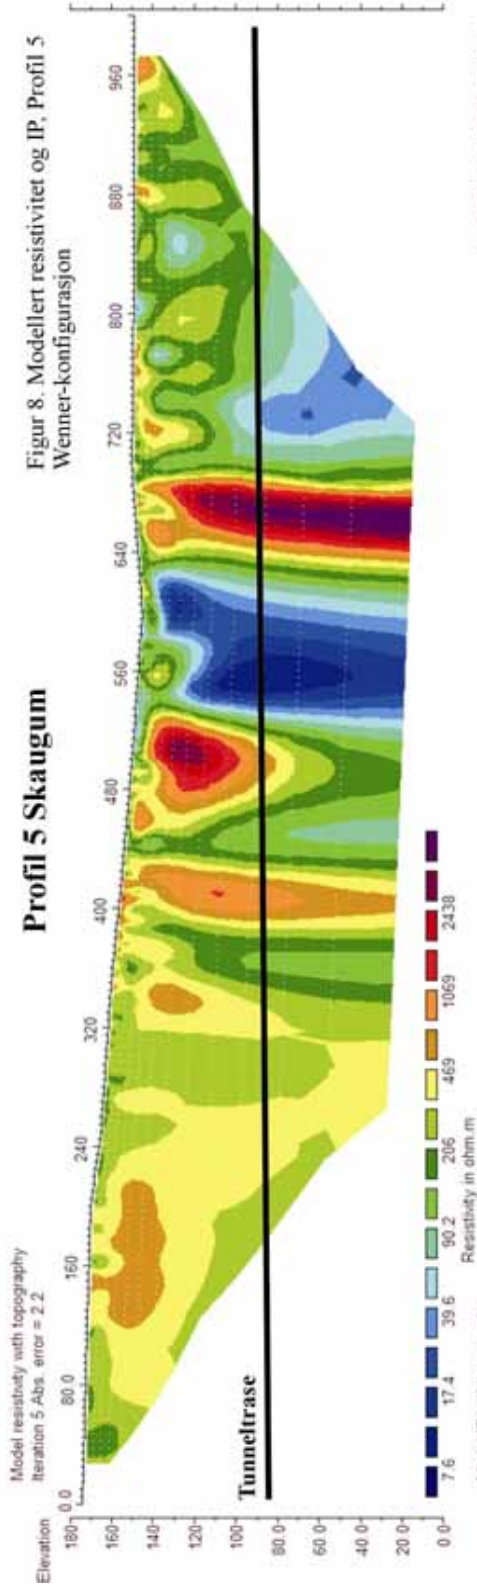 Figur 8. Modellert resistivitet og IP, Profil 5
Wenner-konfigurasjon
Profil 5 Skaugum
Model resistivity with topography
Iteration 5 Abs. error = 2.2
Elevation
0.0 80.0 160 240 320 400 480 560 640 720 800 880 960
180
160
140
120
100
80.0
60.0
40.0
20.0
0.0
Tunneltrase
7.6 17.4 39.6 90.2 206 469 1069 2438
Resistivity in ohm.m